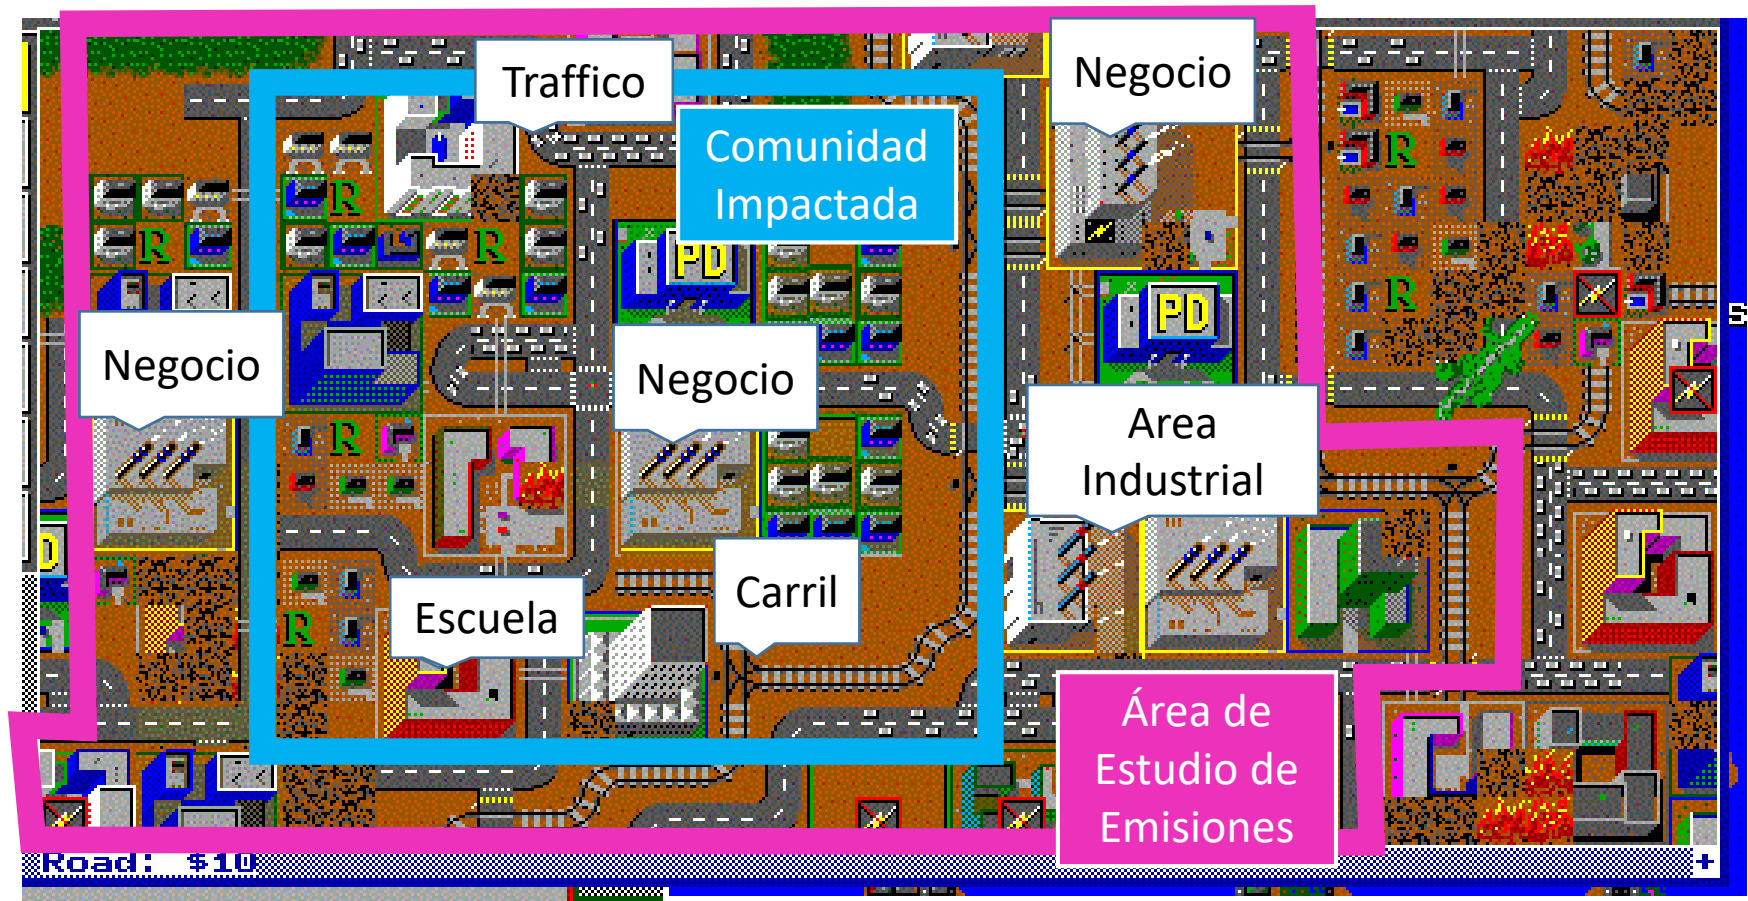 Traffico
Negocio
Comunidad
Impactada
R
R
R
R
R
PD
PD
R
Negocio
Negocio
Area
Industrial
R
D
Carril
Escuela
R
Área de
Estudio de
Emisiones
Road: $10
+
S